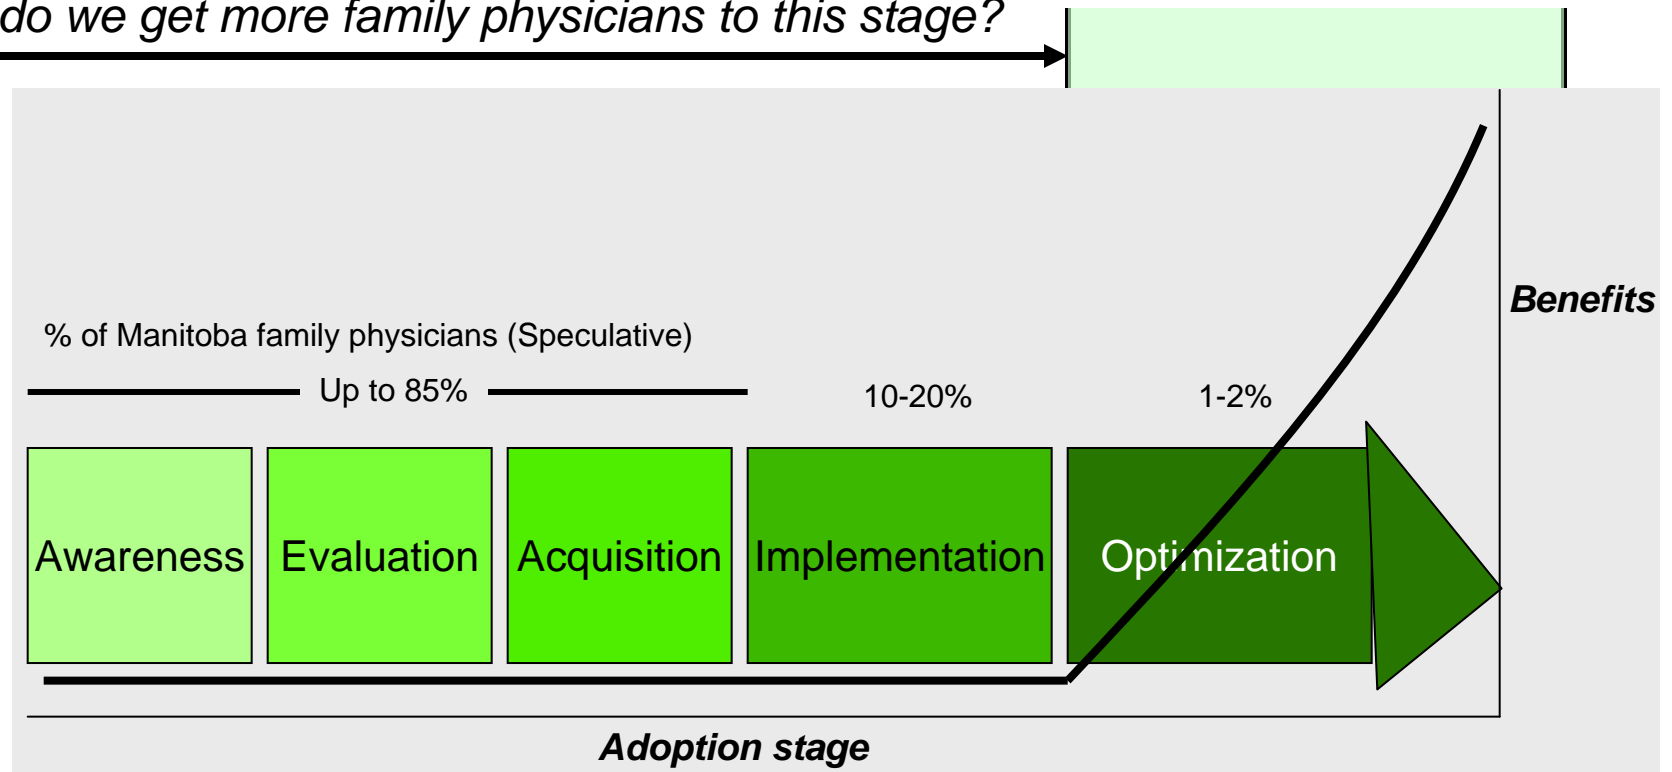 do we get more family physicians to this stage?
Benefits
% of Manitoba family physicians (Speculative)
Up to 85%
10-20%
1-2%
Awareness
Evaluation
Acquisition
Implementation
Optimization
Adoption stage